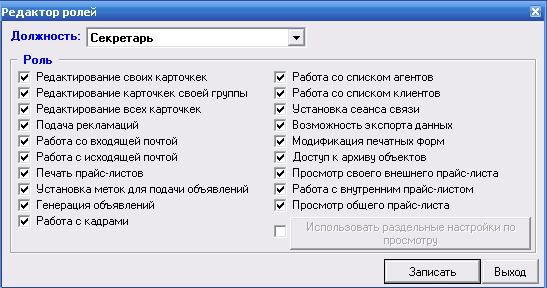 Редактор ролей
Должность: Секретарь
Роль
Редактирование своих карточкек
Редактирование карточек своей группы
Редактирование всех карточкек
Подача рекламаций
Работа со входящей почтой
Работа с исходящей почтой
Печать прайс-листов
Установка меток для подачи объявлений
Генерация объявлений
Работа с кадрами
Работа со списком агентов
Работа со списком клиентов
Установка сеанса связи
Возможность экспорта данных
Модификация печатных форм
Доступ к архиву объектов
Просмотр своего внешнего прайс-листа
Работа с внутренним прайс-листом
Просмотр общего прайс-листа
Использовать раздельные настройки по
просмотру
Записать
Выход